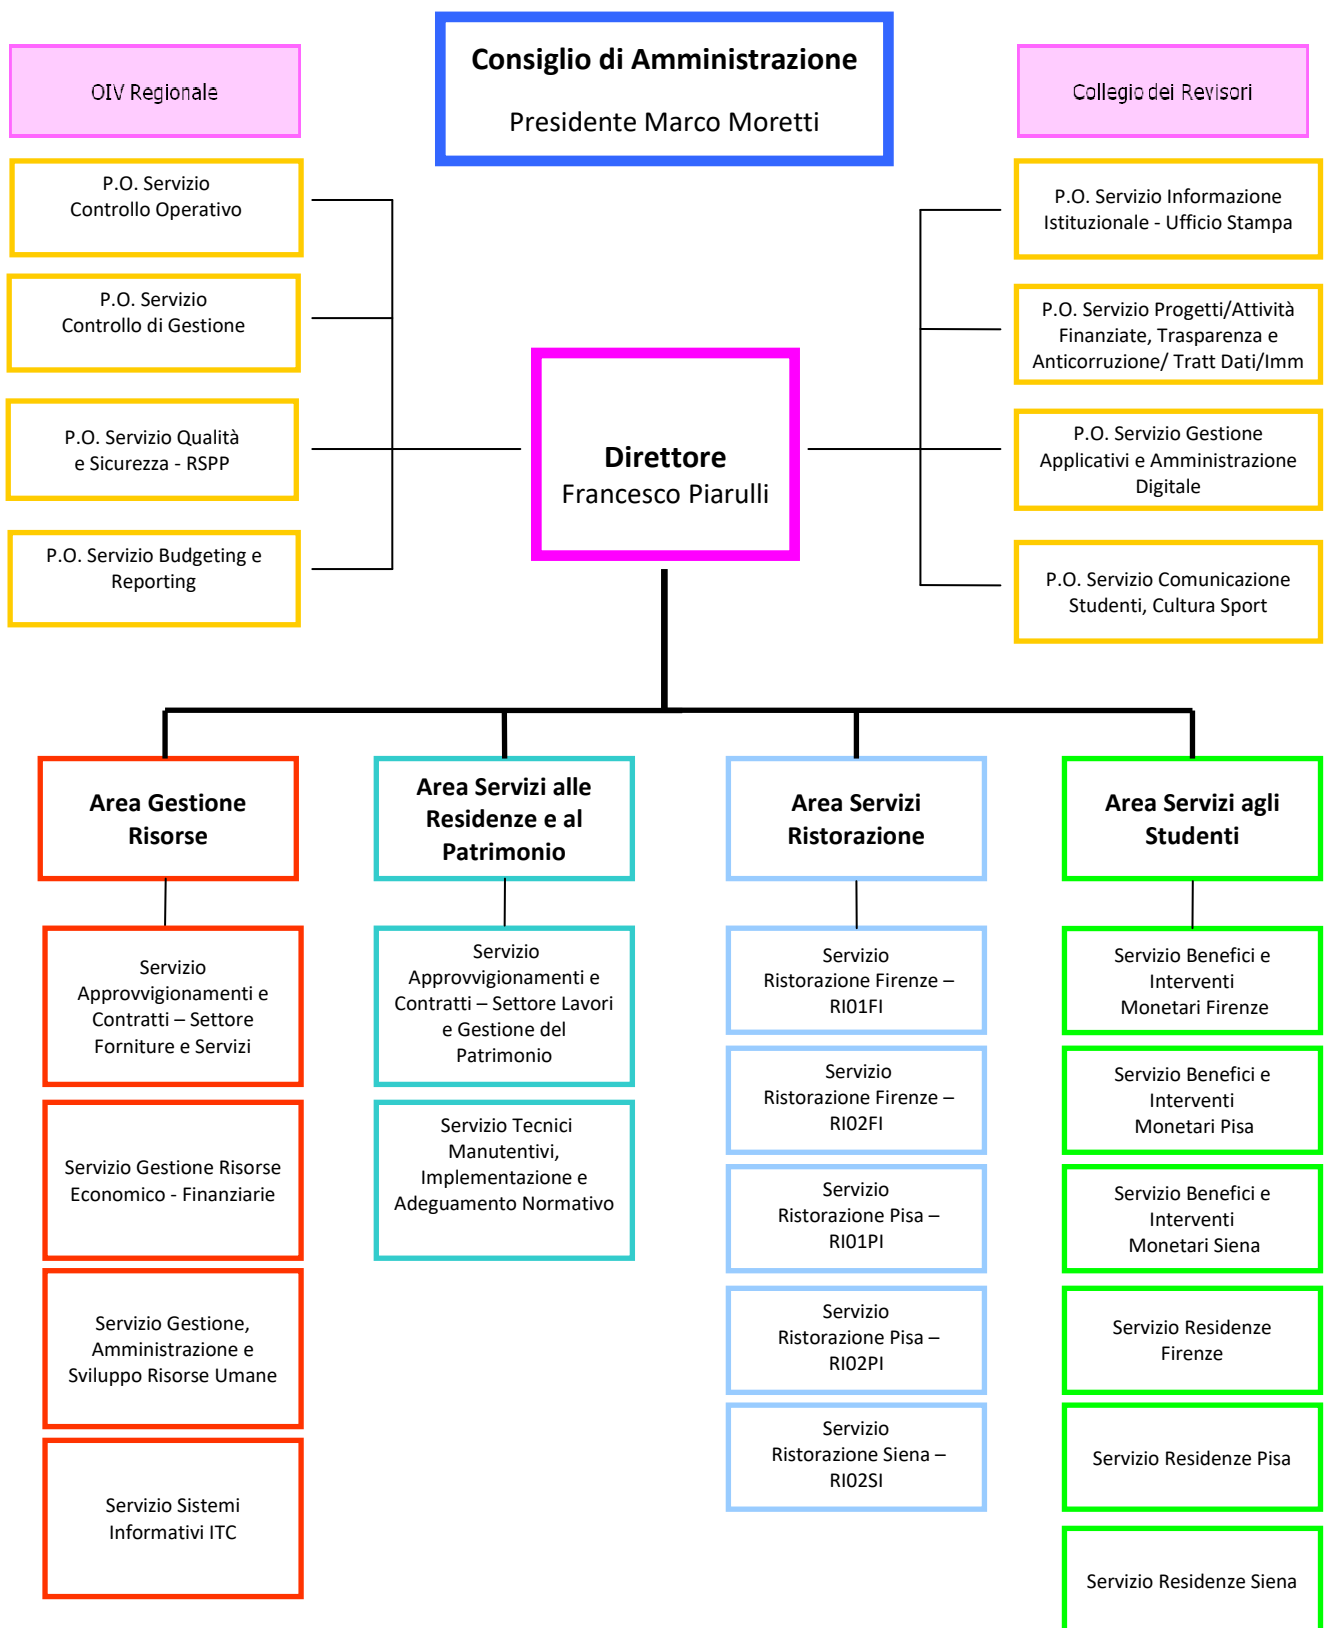 Consiglio di Amministrazione
Presidente Marco Moretti
OIV Regionale
Collegio dei Revisori
P.O. Servizio
Controllo Operativo
P.O. Servizio
Controllo di Gestione
P.O. Servizio Qualità
e Sicurezza - RSPP
P.O. Servizio Budgeting e
Reporting
P.O. Servizio Informazione
Istituzionale - Ufficio Stampa
P.O. Servizio Progetti/Attività
Finanziate, Trasparenza e
Anticorruzione/ Tratt Dati/Imm
P.O. Servizio Gestione
Applicativi e Amministrazione
Digitale
P.O. Servizio Comunicazione
Studenti, Cultura Sport
Direttore
Francesco Piarulli
Area Gestione
Risorse
Servizio
Approvvigionamenti e
Contratti – Settore
Forniture e Servizi
Servizio Gestione Risorse
Economico - Finanziarie
Servizio Gestione,
Amministrazione e
Sviluppo Risorse Umane
Servizio Sistemi
Informativi ITC
Area Servizi alle
Residenze e al
Patrimonio
Servizio
Approvvigionamenti e
Contratti – Settore Lavori
e Gestione del
Patrimonio
Servizio Tecnici
Manutentivi,
Implementazione e
Adeguamento Normativo
Area Servizi
Ristorazione
Servizio
Ristorazione Firenze –
RI01FI
Servizio
Ristorazione Firenze –
RI02FI
Servizio
Ristorazione Pisa –
RI01PI
Servizio
Ristorazione Pisa –
RI02PI
Servizio
Ristorazione Siena –
RI02SI
Area Servizi agli
Studenti
Servizio Benefici e
Interventi
Monetari Firenze
Servizio Benefici e
Interventi
Monetari Pisa
Servizio Benefici e
Interventi
Monetari Siena
Servizio Residenze
Firenze
Servizio Residenze Pisa
Servizio Residenze Siena